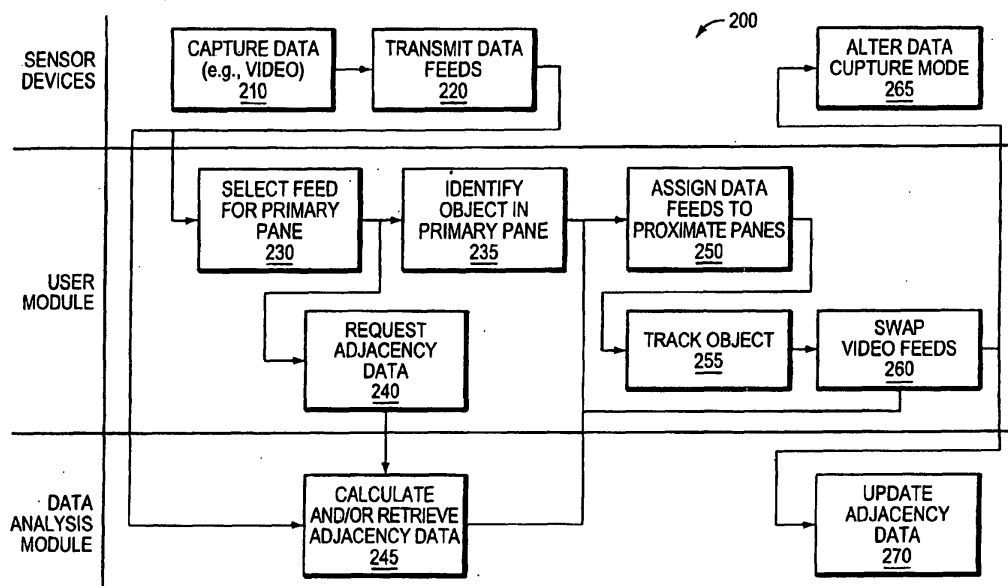 200
SENSOR
DEVICES
CAPTURE DATA
(e.g., VIDEO)
210
TRANSMIT DATA
FEEDS
220
ALTER DATA
CUPTURE MODE
265
USER
MODULE
SELECT FEED
FOR PRIMARY
PANE
230
IDENTIFY
OBJECT IN
PRIMARY PANE
235
ASSIGN DATA
FEEDS TO
PROXIMATE PANES
250
REQUEST
ADJACENCY
DATA
240
TRACK OBJECT
255
SWAP
VIDEO FEEDS
260
DATA
ANALYSIS
MODULE
CALCULATE
AND/OR RETRIEVE
ADJACENCY DATA
245
UPDATE
ADJACENCY
DATA
270